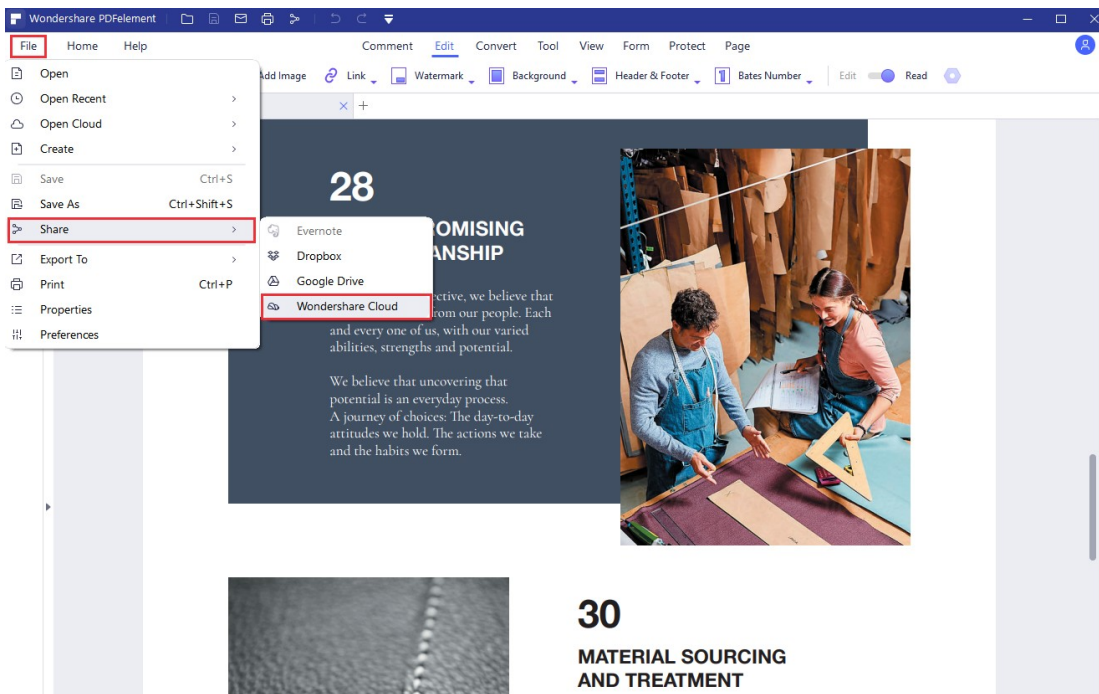 Wondershare PDFelement
File Home Help Comment Edit Convert Tool View Form Protect Page
Add Image Link Watermark Background Header & Footer Bates Number Edit Read
Open
Open Recent
Open Cloud
Create
Save Ctrl+S
Save As Ctrl+Shift+S
Share
Export To
Print Ctrl+P
Properties
Preferences
Evernote
Dropbox
Google Drive
Wondershare Cloud
28
OMISING
ANSHIP
ective, we believe that
rom our people. Each
and every one of us, with our varied
abilities, strengths and potential.
We believe that uncovering that
potential is an everyday process.
A journey of choices: The day-to-day
attitudes we hold. The actions we take
and the habits we form.
30
MATERIAL SOURCING
AND TREATMENT